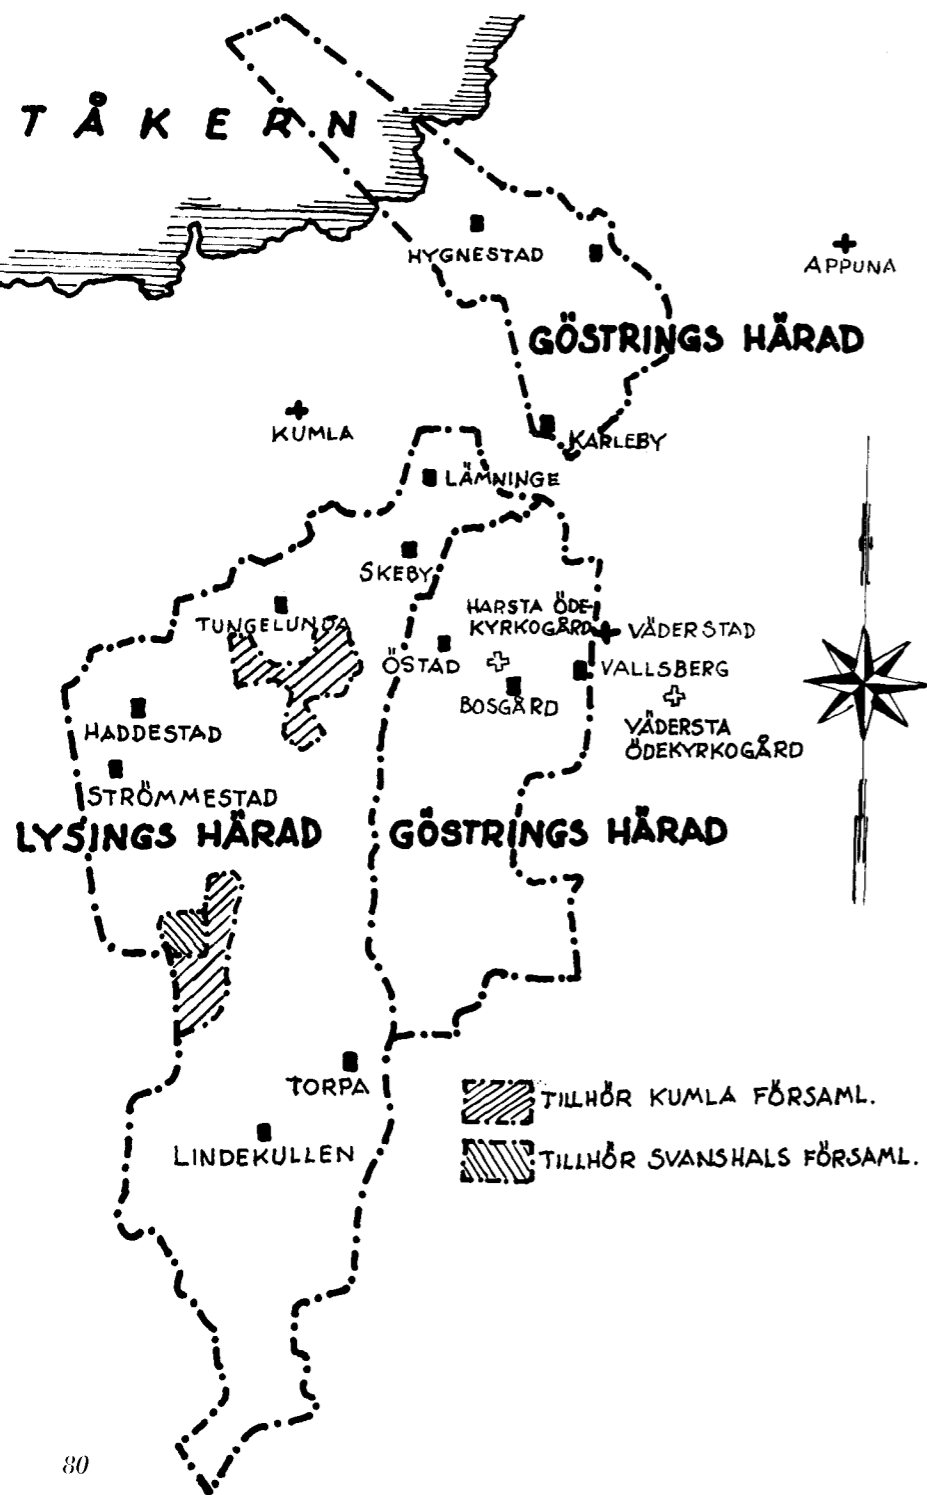 TÅKERN
HYGNESTAD
APPUNA
GÖSTRINGS HÄRAD
KUMLA
KARLEBY
LÄMNINGE
SKEBY
HARSTA ÖDE-
KYRKOGÅRD
TUNGELUNDA
VÄDERSTAD
ÖSTAD
VALLSBERG
BOSGÅRD
HADDESTAD
VÄDERSTA
ÖDEKYRKOGÅRD
STRÖMMESTAD
LYSINGS HÄRAD
GÖSTRINGS HÄRAD
TORPA
TILLHÖR KUMLA FÖRSAML.
LINDEKULLEN
TILLHÖR SVANSHALS FÖRSAML.
80